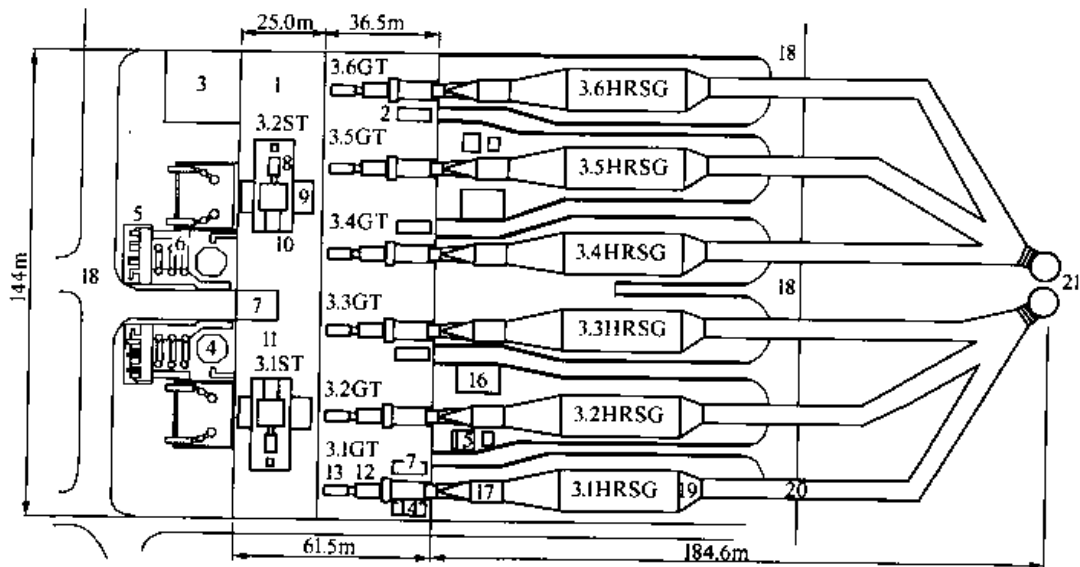 25.0m 36.5m
18
3.6GT
3 1 3.6HRSG
2
3.2ST
3.5GT
8 3.5HRSG
9
5 3.4GT
6 10
3.4HRSG
144m 18 21
7 3.3GT 18
4 11 3.3HRSG
3.1ST 16
3.2GT
3.2HRSG
15
3.1GT 7
13 12 17 3.1HRSG 19 20
14
61.5m 184.6m